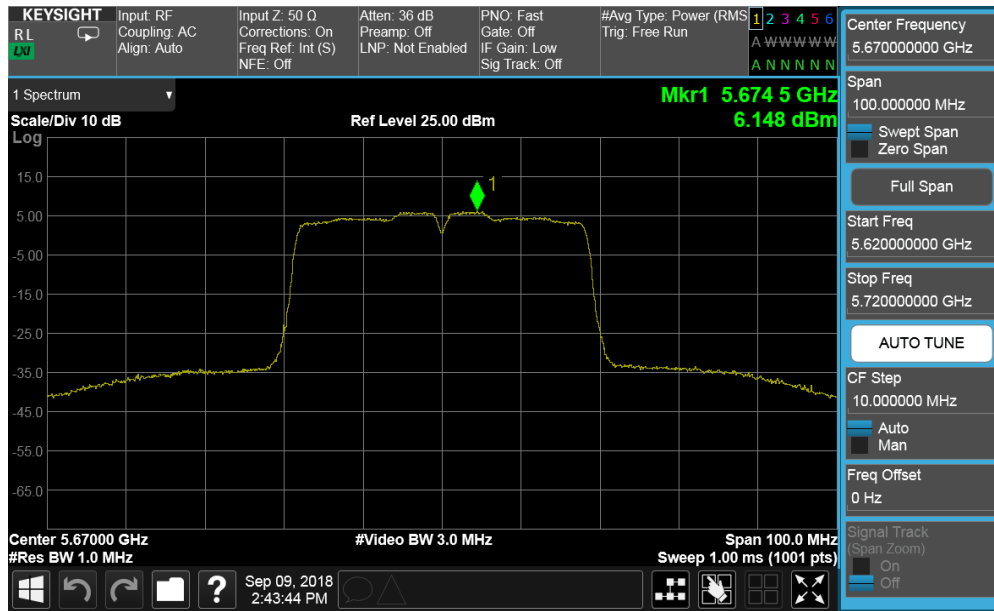 KEYSIGHT
RL
LXI
Input: RF
Coupling: AC
Align: Auto
Input Z: 50 Ω
Corrections: On
Freq Ref: Int (S)
NFE: Off
Atten: 36 dB
Preamp: Off
LNP: Not Enabled
PNO: Fast
Gate: Off
IF Gain: Low
Sig Track: Off
#Avg Type: Power (RMS
Trig: Free Run
1 2 3 4 5 6
A W W W W W
A N N N N N
1 Spectrum
Scale/Div 10 dB
Ref Level 25.00 dBm
Mkr1 5.674 5 GHz
6.148 dBm
Log
15.0
5.00
-5.00
-15.0
-25.0
-35.0
-45.0
-55.0
-65.0
1
Center 5.67000 GHz
#Video BW 3.0 MHz
Span 100.0 MHz
#Res BW 1.0 MHz
Sweep 1.00 ms (1001 pts)
?
Sep 09, 2018
2:43:44 PM
Center Frequency
5.670000000 GHz
Span
100.000000 MHz
Swept Span
Zero Span
Full Span
Start Freq
5.620000000 GHz
Stop Freq
5.720000000 GHz
AUTO TUNE
CF Step
10.000000 MHz
Auto
Man
Freq Offset
0 Hz
Signal Track
(Span Zoom)
On
Off